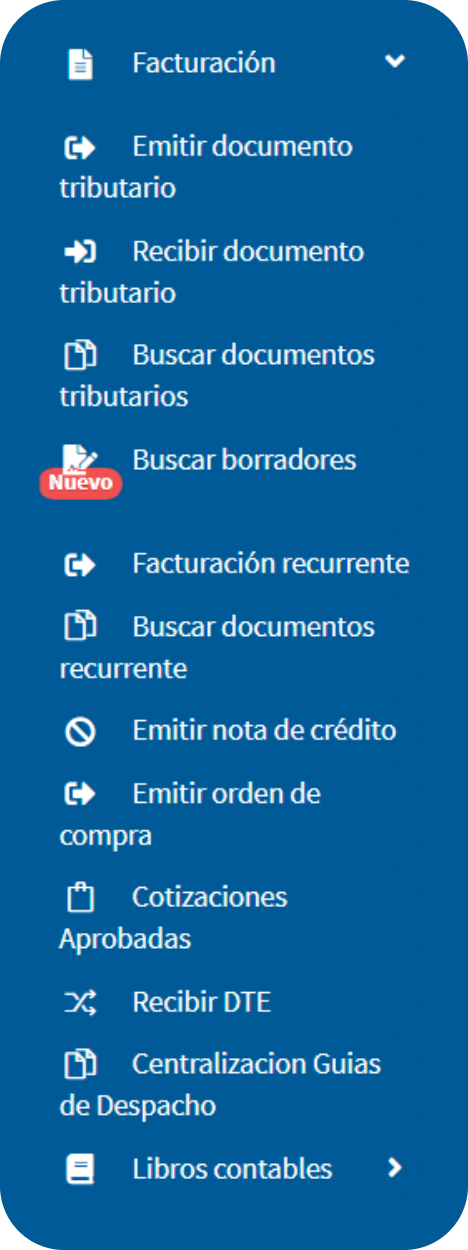 Facturación
Emitir documento
tributario
Recibir documento
tributario
Buscar documentos
tributarios
Buscar borradores
Nuevo
Facturación recurrente
Buscar documentos
recurrente
Emitir nota de crédito
Emitir orden de
compra
Cotizaciones
Aprobadas
Recibir DTE
Centralizacion Guias
de Despacho
Libros contables